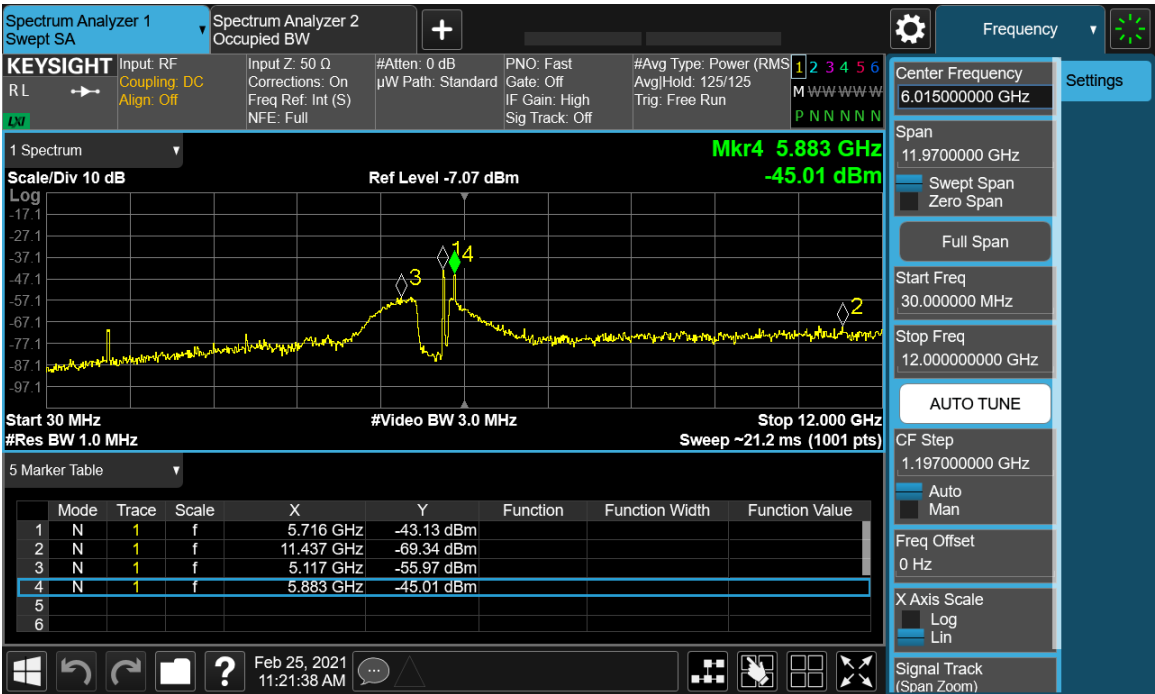 Spectrum Analyzer 1
Swept SA
Spectrum Analyzer 2
Occupied BW
Frequency
KEYSIGHT
R L
LXI
Input: RF
Coupling: DC
Align: Off
Input Z: 50 Ω
Corrections: On
Freq Ref: Int (S)
NFE: Full
#Atten: 0 dB
µW Path: Standard
PNO: Fast
Gate: Off
IF Gain: High
Sig Track: Off
#Avg Type: Power (RMS
Avg|Hold: 125/125
Trig: Free Run
1 2 3 4 5 6
M W W W W W
P N N N N N
Center Frequency
6.015000000 GHz
Settings
Span
11.9700000 GHz
Swept Span
Zero Span
Full Span
Start Freq
30.000000 MHz
Stop Freq
12.000000000 GHz
AUTO TUNE
CF Step
1.197000000 GHz
Auto
Man
Freq Offset
0 Hz
X Axis Scale
Log
Lin
Signal Track
(Span Zoom)
1 Spectrum
Mkr4 5.883 GHz
-45.01 dBm
Scale/Div 10 dB
Ref Level -7.07 dBm
Log
-17.1
-27.1
-37.1
-47.1
-57.1
-67.1
-77.1
-87.1
-97.1
1
4
3
2
Start 30 MHz
#Video BW 3.0 MHz
Stop 12.000 GHz
#Res BW 1.0 MHz
Sweep ~21.2 ms (1001 pts)
5 Marker Table
Mode Trace Scale X Y Function Function Width Function Value
1 N 1 f 5.716 GHz -43.13 dBm
2 N 1 f 11.437 GHz -69.34 dBm
3 N 1 f 5.117 GHz -55.97 dBm
4 N 1 f 5.883 GHz -45.01 dBm
5
6
?
Feb 25, 2021
11:21:38 AM